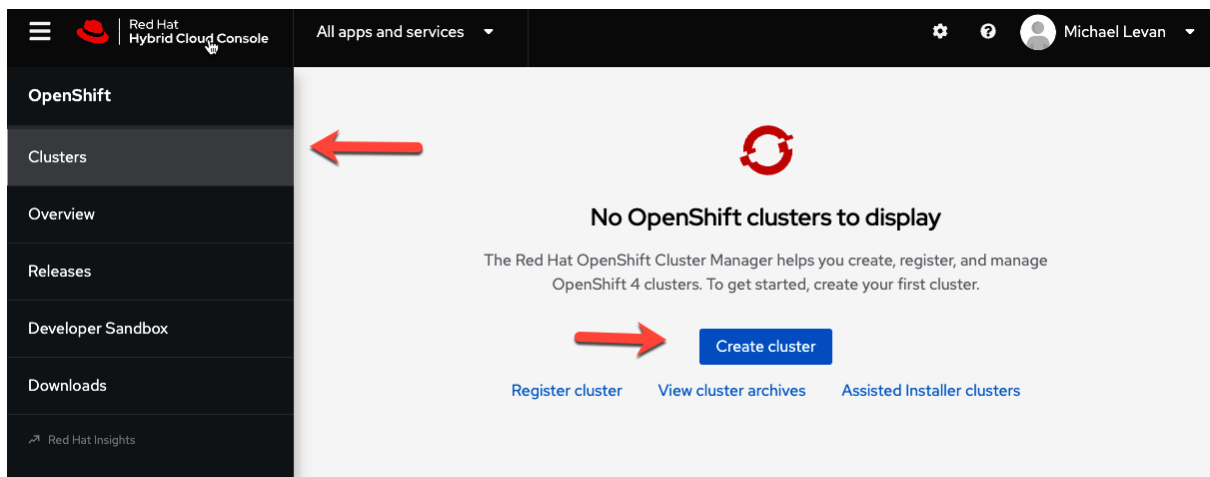 Red Hat
Hybrid Cloud Console
All apps and services
Michael Levan
OpenShift
Clusters
Overview
Releases
Developer Sandbox
Downloads
Red Hat Insights
No OpenShift clusters to display
The Red Hat OpenShift Cluster Manager helps you create, register, and manage
OpenShift 4 clusters. To get started, create your first cluster.
Create cluster
Register cluster
View cluster archives
Assisted Installer clusters